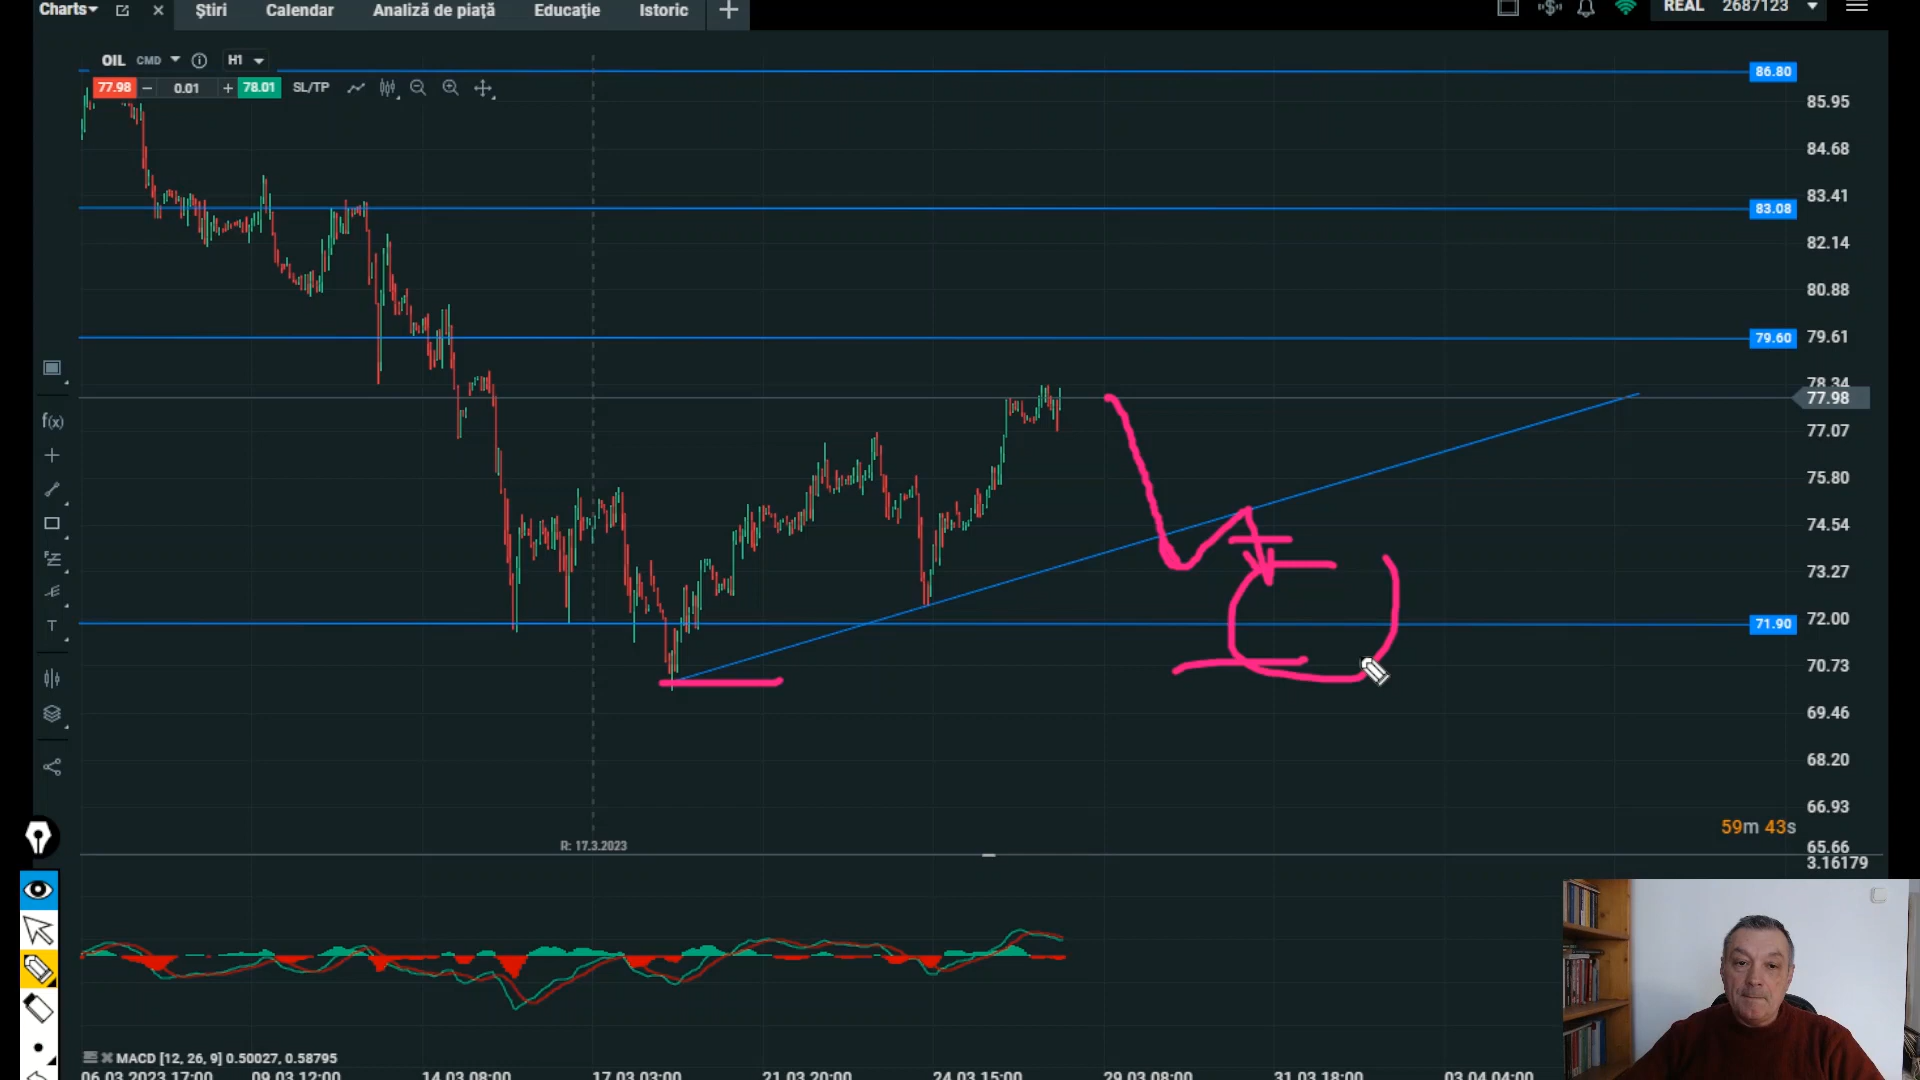 Charts Știri Calendar Analiză de piață Educație Istoric + REAL 2687123
OIL CMD H1
77.98 − 0.01 + 78.01 SL/TP
86.80
85.95
84.68
83.41
83.08
82.14
80.88
79.60
79.61
78.34
77.98
77.07
75.80
74.54
73.27
72.00
71.90
70.73
69.46
68.20
66.93
59m 43s
65.66
3.16179
f(x)
T
R: 17.3.2023
MACD [12, 26, 9] 0.50027, 0.58795
06.03.2023 17:00 09.03 12:00 14.03 08:00 17.03 03:00 21.03 20:00 24.03 15:00 29.03 08:00 31.03 18:00 03.04 04:00